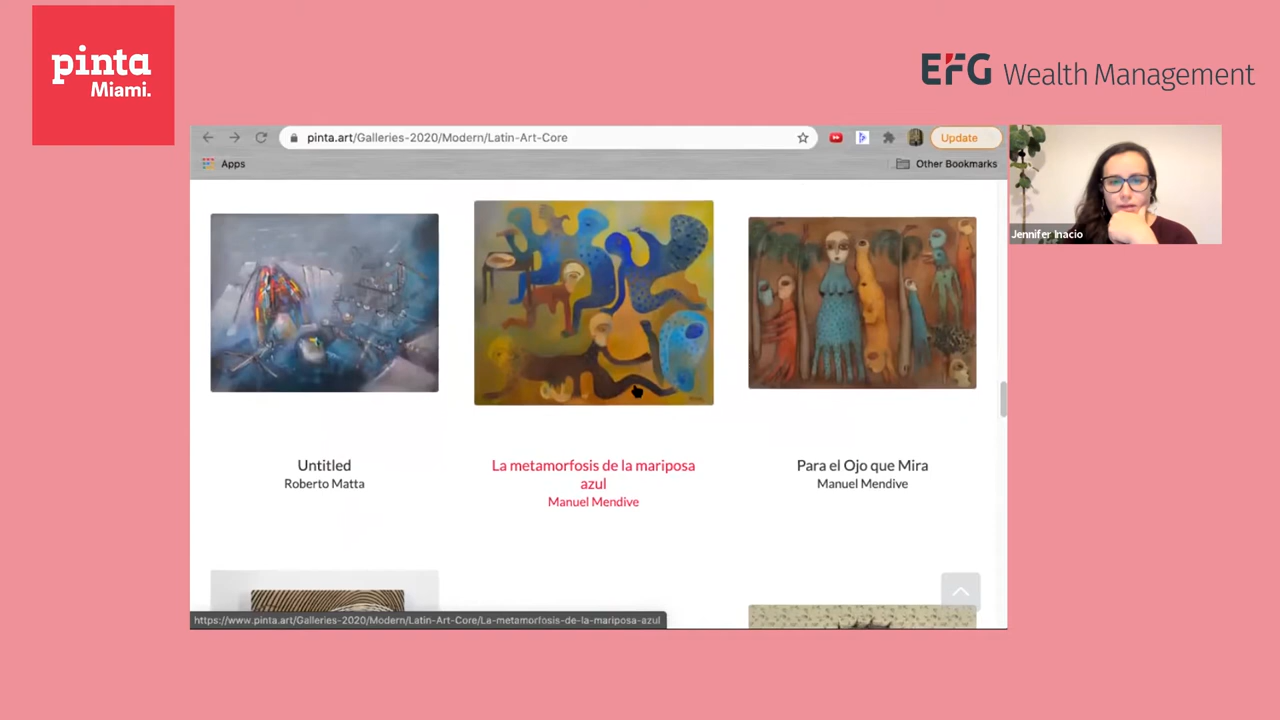 pinta
Miami.
EFG Wealth Management
pinta.art/Galleries-2020/Modern/Latin-Art-Core
Update
Apps
Other Bookmarks
Jennifer Inacio
Untitled
Roberto Matta
La metamorfosis de la mariposa
azul
Manuel Mendive
Para el Ojo que Mira
Manuel Mendive
https://www.pinta.art/Galleries-2020/Modern/Latin-Art-Core/La-metamorfosis-de-la-mariposa-azul